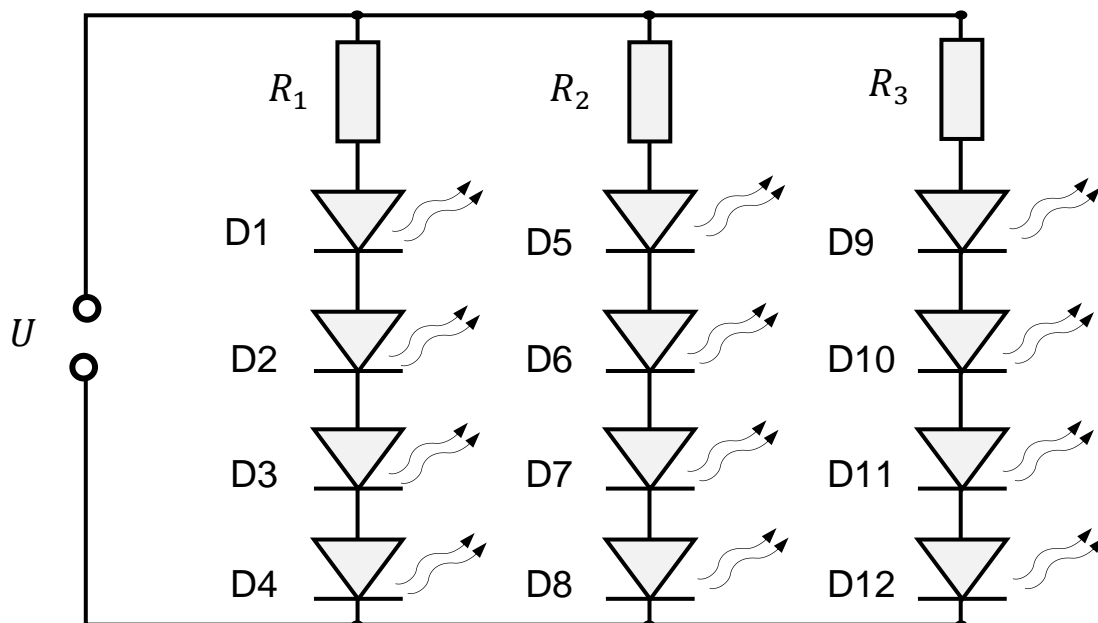 R₁ R₂ R₃
D1 D5 D9
U
D2 D6 D10
D3 D7 D11
D4 D8 D12